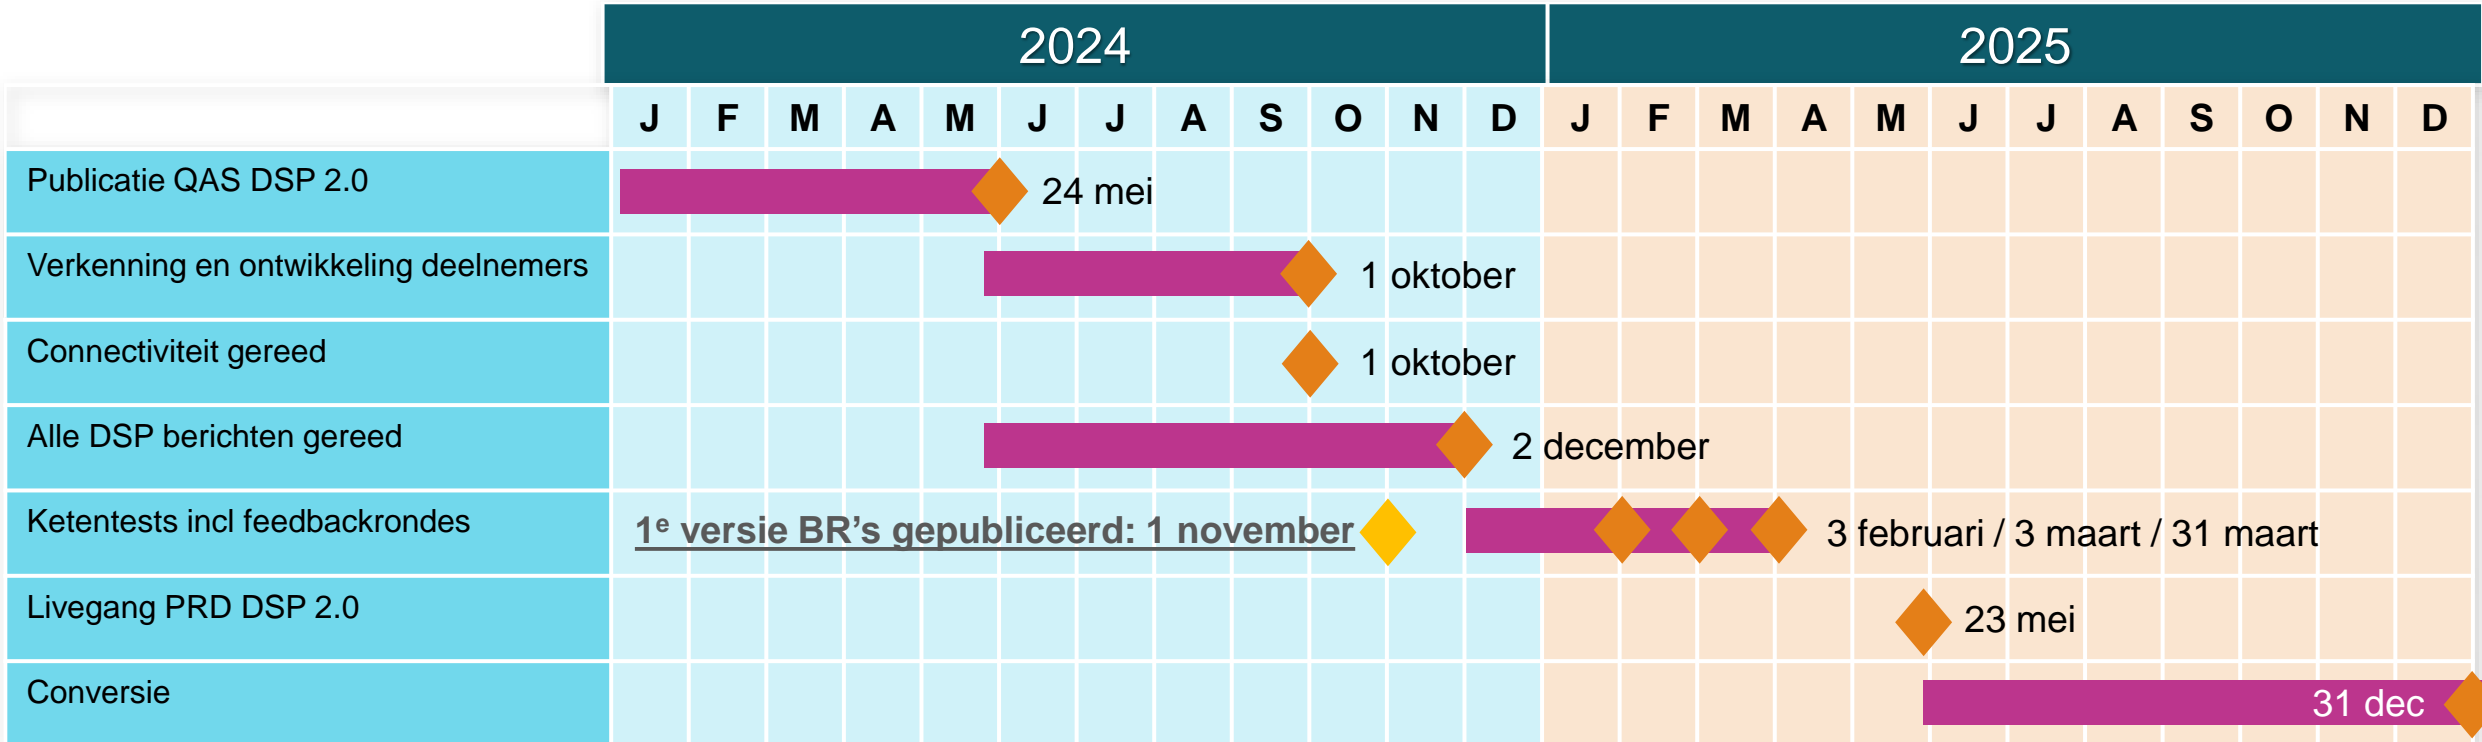 2024 2025
J F M A M J J A S O N D J F M A M J J A S O N D
Publicatie QAS DSP 2.0 24 mei
Verkenning en ontwikkeling deelnemers 1 oktober
Connectiviteit gereed 1 oktober
Alle DSP berichten gereed 2 december
Ketentests incl feedbackrondes 1e versie BR’s gepubliceerd: 1 november 3 februari / 3 maart / 31 maart
Livegang PRD DSP 2.0 23 mei
Conversie 31 dec